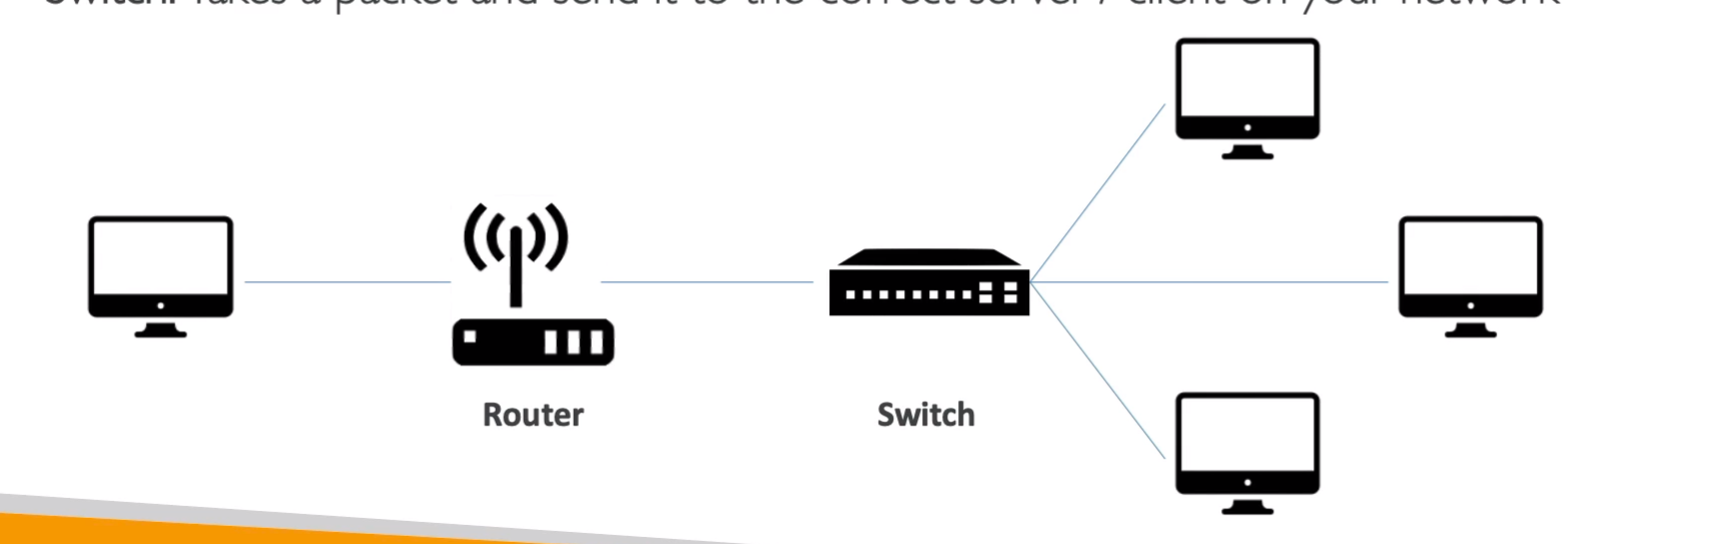 Switch: Takes a packet and send it to the correct server / client on your network
Router
Switch